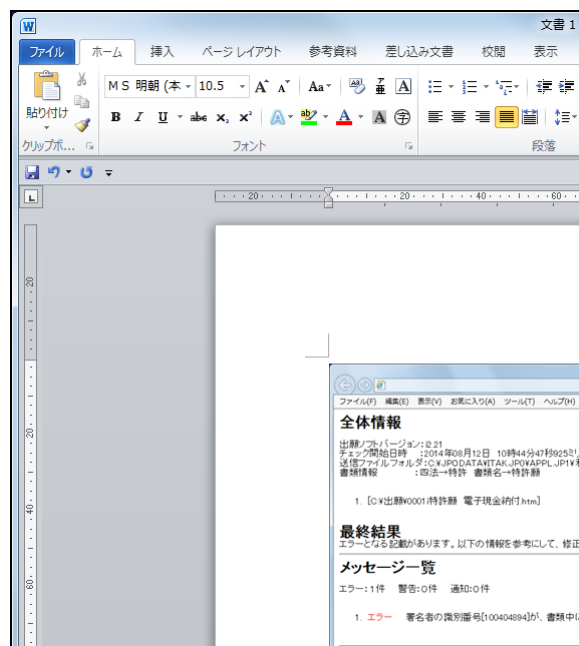 文書 1
ファイル ホーム 挿入 ページ レイアウト 参考資料 差し込み文書 校閲 表示
貼り付け
ＭＳ 明朝 (本 10.5
クリップボ... フォント 段落
20 20 40 60
20
20
40
60
ファイル(F) 編集(E) 表示(V) お気に入り(A) ツール(T) ヘルプ(H)
全体情報
出願ソフトバージョン:i2.21
チェック開始日時 :2014年08月12日 10時44分47秒925ミリ
送信ファイルフォルダ:C:¥JPODATA¥ITAK.JP0¥APPL.JP1¥
書類情報 :四法→特許 書類名→特許願
1. [C:¥出願¥0001特許願 電子現金納付.htm]
最終結果
エラーとなる記載があります。以下の情報を参考にして、修正
メッセージ一覧
エラー:1件 警告:0件 通知:0件
1. エラー 署名者の識別番号[100404894]が、書類中に